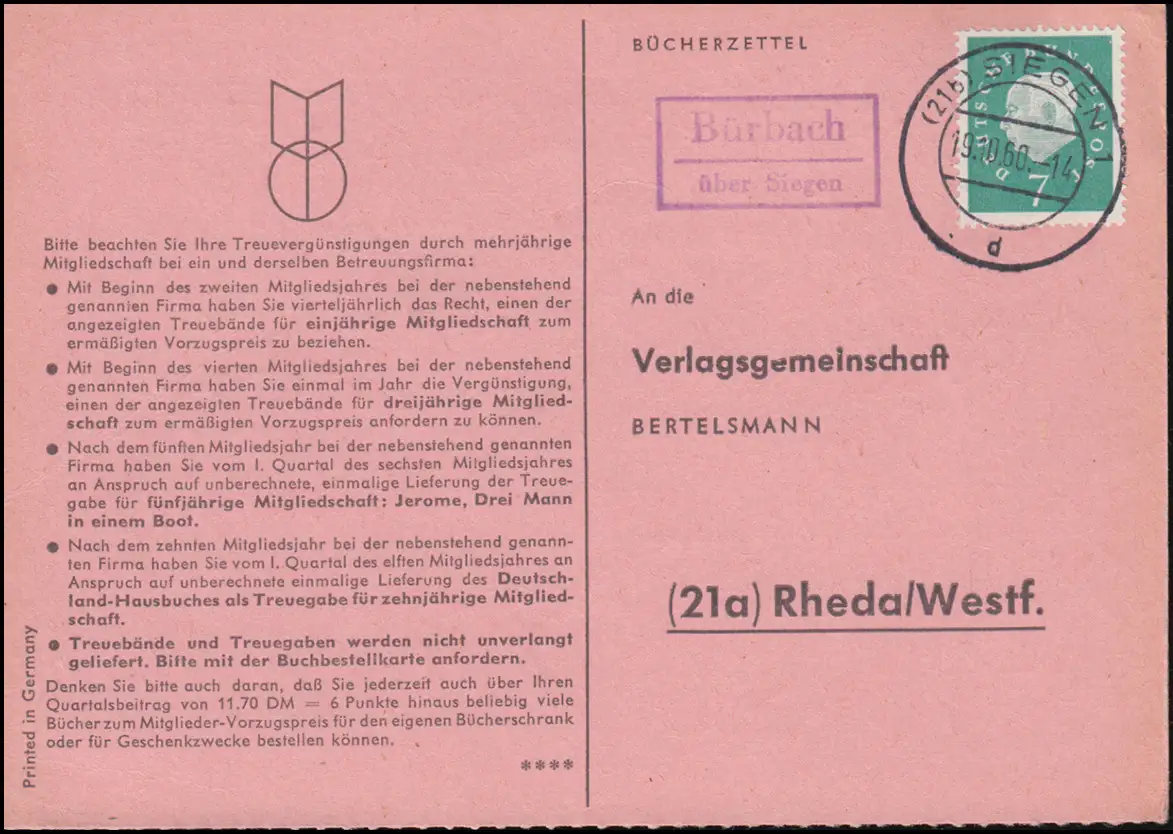 Bitte beachten Sie Ihre Treuevergünstigungen durch mehrjährige
Mitgliedschaft bei ein und derselben Betreuungsfirma:
● Mit Beginn des zweiten Mitgliedsjahres bei der nebenstehend
genannten Firma haben Sie vierteljährlich das Recht, einen der
angezeigten Treuebände für einjährige Mitgliedschaft zum
ermäßigten Vorzugspreis zu beziehen.
● Mit Beginn des vierten Mitgliedsjahres bei der nebenstehend
genannten Firma haben Sie einmal im Jahr die Vergünstigung,
einen der angezeigten Treuebände für dreijährige Mitglied-
schaft zum ermäßigten Vorzugspreis anfordern zu können.
● Nach dem fünften Mitgliedsjahr bei der nebenstehend genannten
Firma haben Sie vom I. Quartal des sechsten Mitgliedsjahres
an Anspruch auf unberechnete, einmalige Lieferung der Treue-
gabe für fünfjährige Mitgliedschaft: Jerome, Drei Mann
in einem Boot.
● Nach dem zehnten Mitgliedsjahr bei der nebenstehend genann-
ten Firma haben Sie vom I. Quartal des elften Mitgliedsjahres an
Anspruch auf unberechnete einmalige Lieferung des Deutsch-
land-Hausbuches als Treuegabe für zehnjährige Mitglied-
schaft.
● Treuebände und Treuegaben werden nicht unverlangt
geliefert. Bitte mit der Buchbestellkarte anfordern.
Denken Sie bitte auch daran, daß Sie jederzeit auch über Ihren
Quartalsbeitrag von 11.70 DM = 6 Punkte hinaus beliebig viele
Bücher zum Mitglieder-Vorzugspreis für den eigenen Bücherschrank
oder für Geschenkzwecke bestellen können.
****
Printed in Germany
BÜCHERZETTEL
Bürbach
über Siegen
DEUTSCHE BUNDESPOST
7
(21b) SIEGEN 1
19.10.60.-14
d
An die
Verlagsgemeinschaft
BERTELSMANN
(21a) Rheda/Westf.